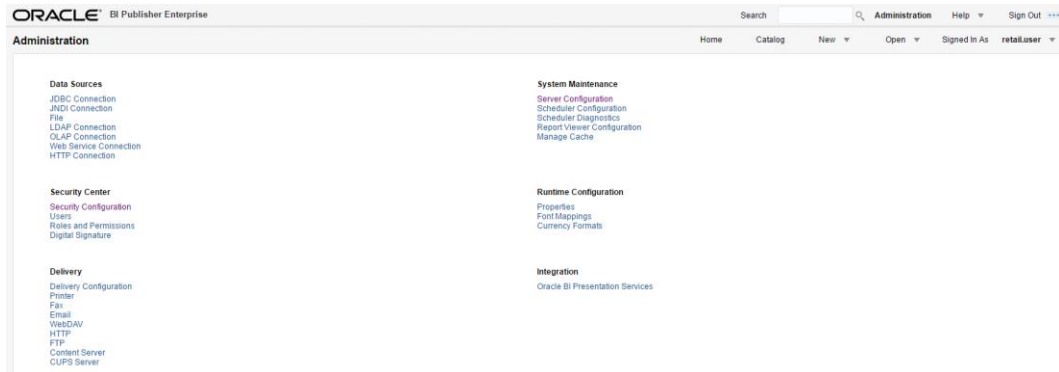 ORACLE BI Publisher Enterprise
Search Administration Help Sign Out
Administration
Home Catalog New Open Signed In As retail.user
Data Sources
JDBC Connection
JNDI Connection
File
LDAP Connection
OLAP Connection
Web Service Connection
HTTP Connection
System Maintenance
Server Configuration
Scheduler Configuration
Scheduler Diagnostics
Report Viewer Configuration
Manage Cache
Security Center
Security Configuration
Users
Roles and Permissions
Digital Signature
Runtime Configuration
Properties
Font Mappings
Currency Formats
Delivery
Delivery Configuration
Printer
Fax
Email
WebDAV
HTTP
FTP
Content Server
CUPS Server
Integration
Oracle BI Presentation Services